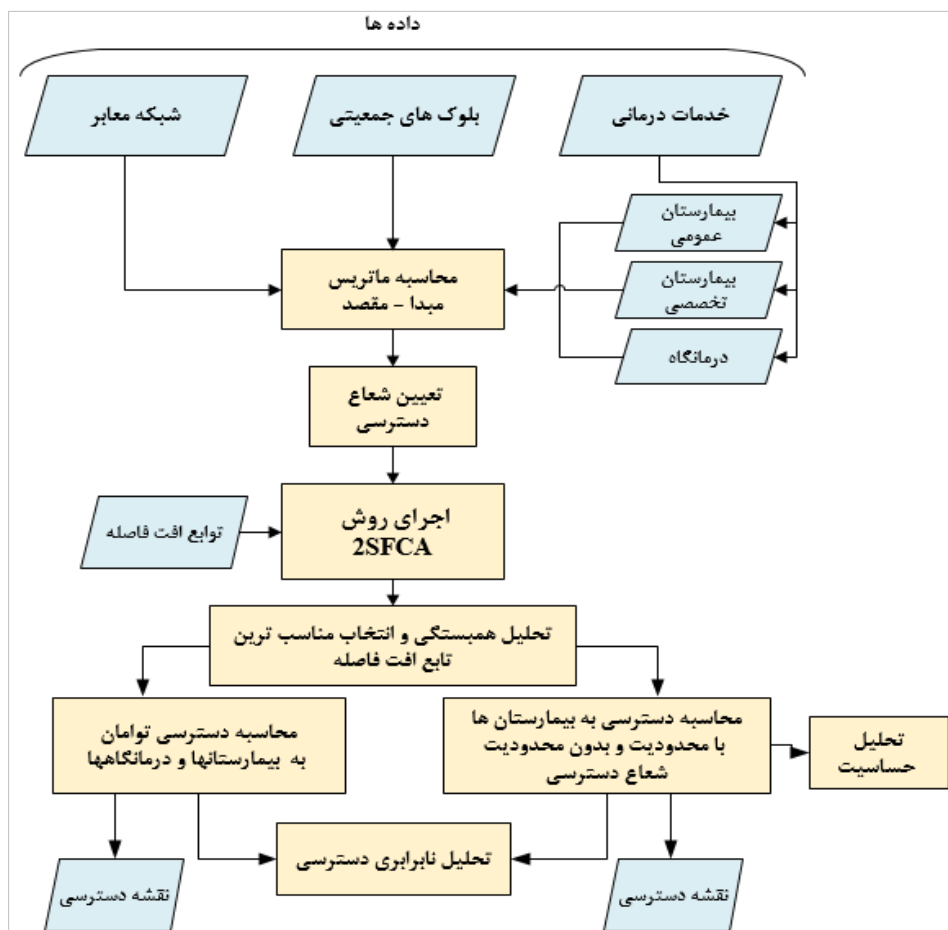 داده ها
خدمات درمانی
بلوک های جمعیتی
شبکه معابر
بیمارستان
عمومی
بیمارستان
تخصصی
درمانگاه
محاسبه ماتریس
مبدا - مقصد
تعیین شعاع
دسترسی
اجرای روش
2SFCA
توابع افت فاصله
تحلیل همبستگی و انتخاب مناسب ترین
تابع افت فاصله
محاسبه دسترسی به بیمارستان ها
با محدودیت و بدون محدودیت
شعاع دسترسی
محاسبه دسترسی توامان
به بیمارستانها و درمانگاهها
تحلیل
حساسیت
تحلیل نابرابری دسترسی
نقشه دسترسی
نقشه دسترسی